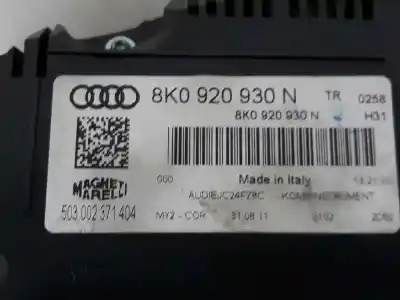 8K0 920 930 N TR 0258
8K0 920 930 N H31
000 Made in Italy
MAGNETI
MARELLI
KOMBIINSTRUMENT
503.002.371.404 MY2-COR 31.08.11